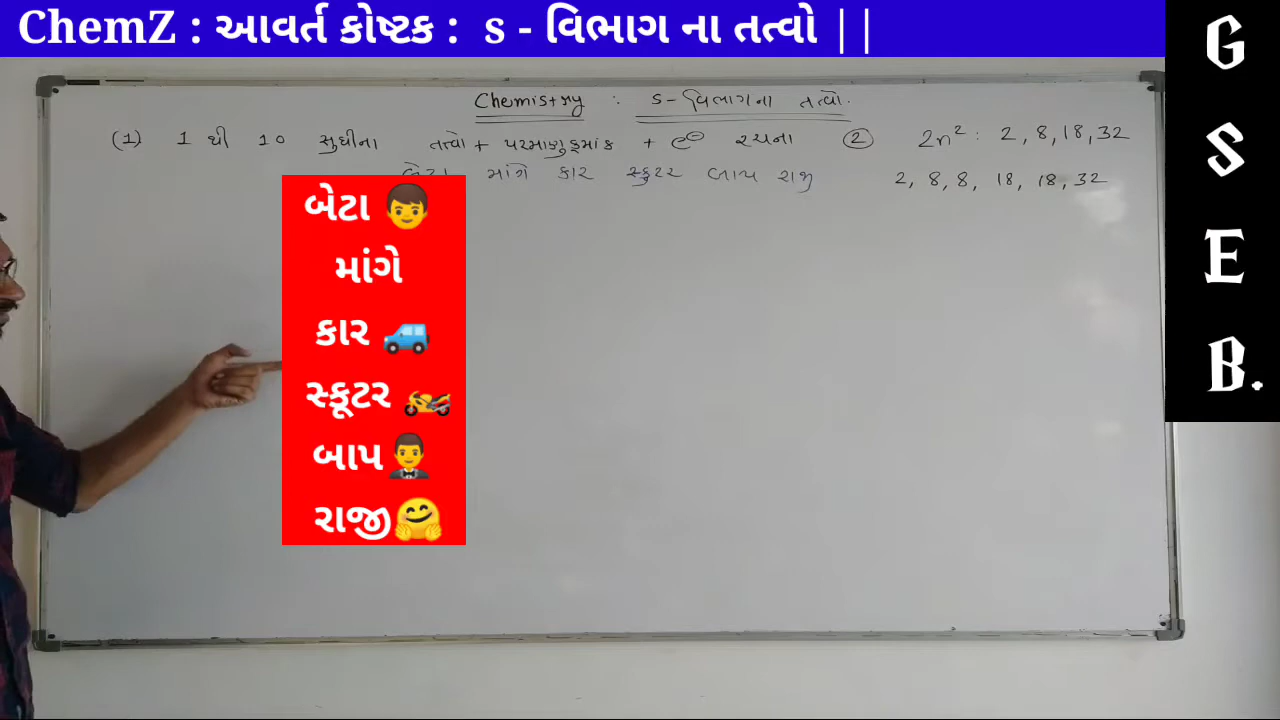 ChemZ : આવર્ત કોષ્ટક : s - વિભાગ ના તત્વો ||
G
S
E
B.
Chemistry : s - વિભાગના તત્વો.
(1) 1 થી 10 સુધીના તત્વો + પરમાણુક્રમાંક + e⊖ રચના
② 2n² : 2, 8, 18, 32
માંગે કાર સ્કુટર બાપ રાજી
2, 8, 8, 18, 18, 32
બેટા 👦
માંગે
કાર 🚙
સ્કૂટર 🏍️
બાપ 🤵
રાજી 🤗